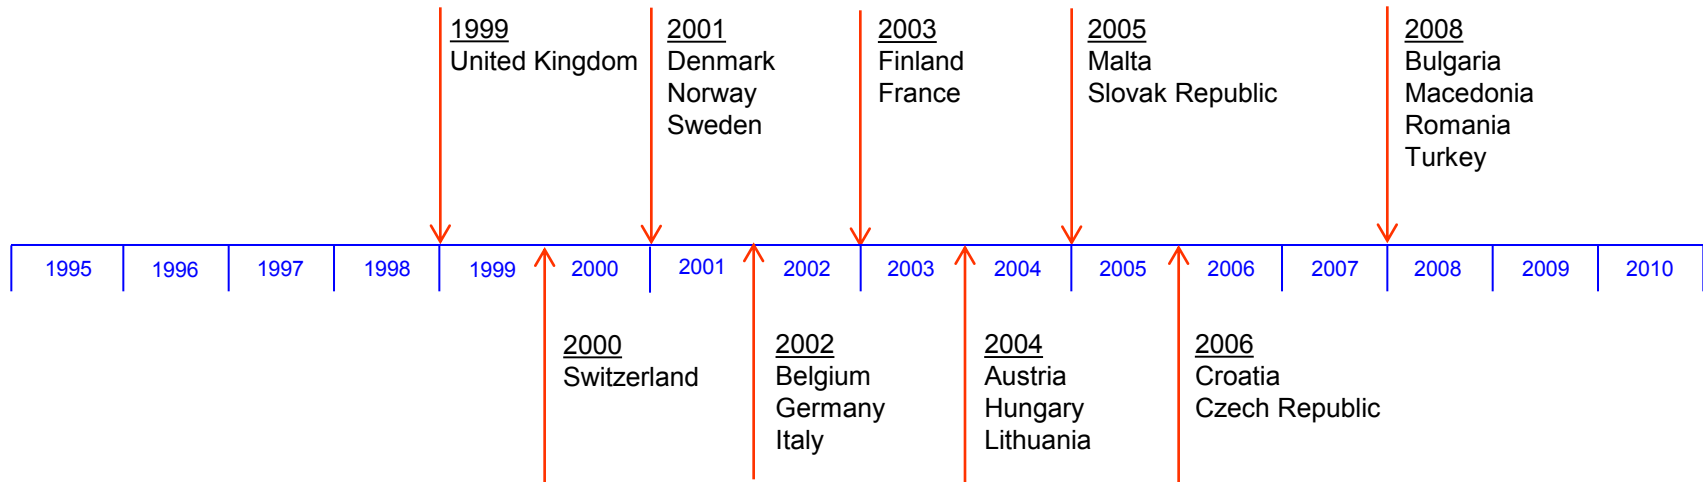 1999
United Kingdom
2001
Denmark
Norway
Sweden
2003
Finland
France
2005
Malta
Slovak Republic
2008
Bulgaria
Macedonia
Romania
Turkey
1995 1996 1997 1998 1999 2000 2001 2002 2003 2004 2005 2006 2007 2008 2009 2010
2000
Switzerland
2002
Belgium
Germany
Italy
2004
Austria
Hungary
Lithuania
2006
Croatia
Czech Republic